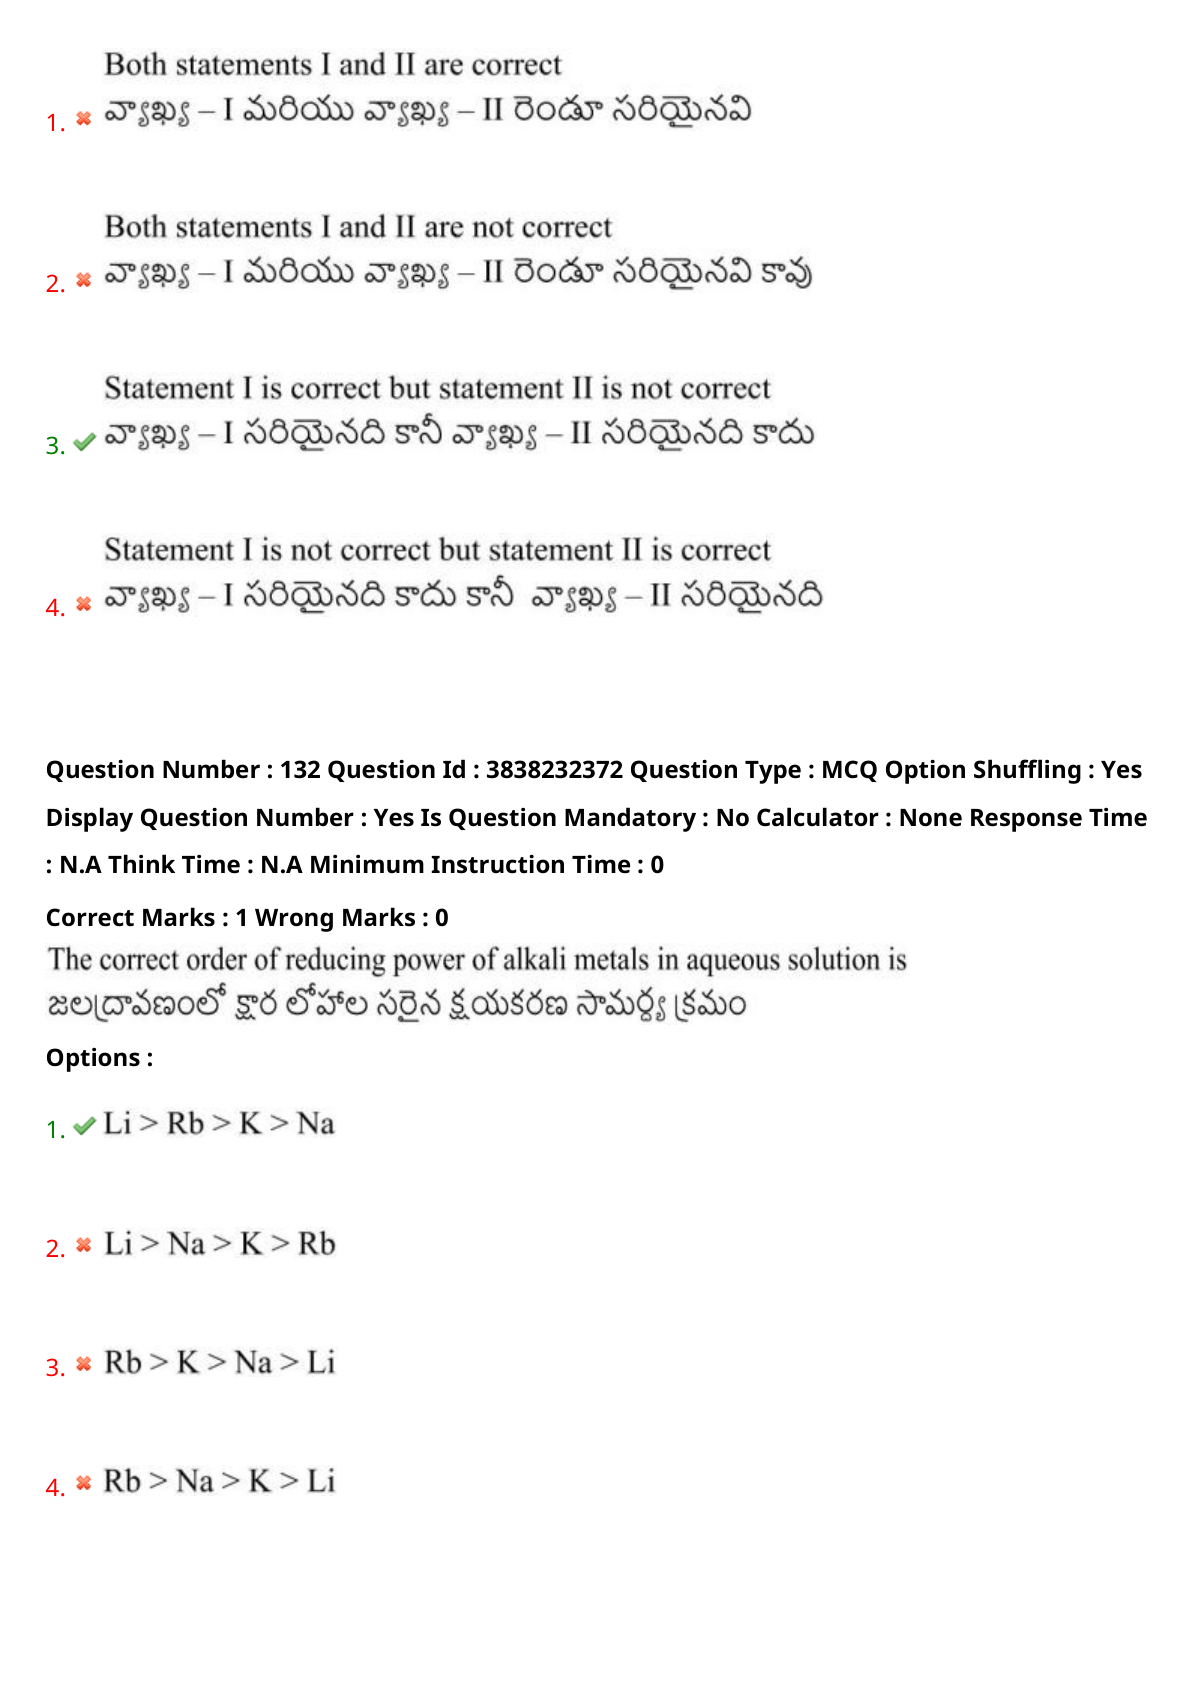 Both statements I and II are correct
1. వ్యాఖ్య – I మరియు వ్యాఖ్య – II రెండూ సరియైనవి
Both statements I and II are not correct
2. వ్యాఖ్య – I మరియు వ్యాఖ్య – II రెండూ సరియైనవి కావు
Statement I is correct but statement II is not correct
3. వ్యాఖ్య – I సరియైనది కానీ వ్యాఖ్య – II సరియైనది కాదు
Statement I is not correct but statement II is correct
4. వ్యాఖ్య – I సరియైనది కాదు కానీ వ్యాఖ్య – II సరియైనది
Question Number : 132 Question Id : 3838232372 Question Type : MCQ Option Shuffling : Yes
Display Question Number : Yes Is Question Mandatory : No Calculator : None Response Time
: N.A Think Time : N.A Minimum Instruction Time : 0
Correct Marks : 1 Wrong Marks : 0
The correct order of reducing power of alkali metals in aqueous solution is
జలద్రావణంలో క్షార లోహాల సరైన క్షయకరణ సామర్ధ్య క్రమం
Options :
1. Li > Rb > K > Na
2. Li > Na > K > Rb
3. Rb > K > Na > Li
4. Rb > Na > K > Li